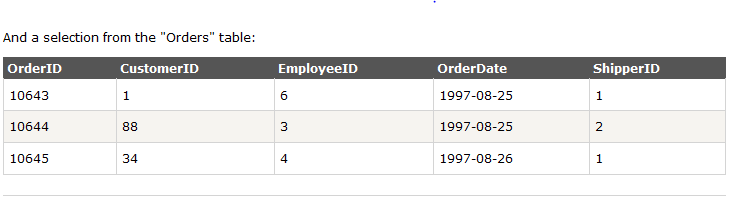 And a selection from the "Orders" table:
OrderID CustomerID EmployeeID OrderDate ShipperID
10643 1 6 1997-08-25 1
10644 88 3 1997-08-25 2
10645 34 4 1997-08-26 1